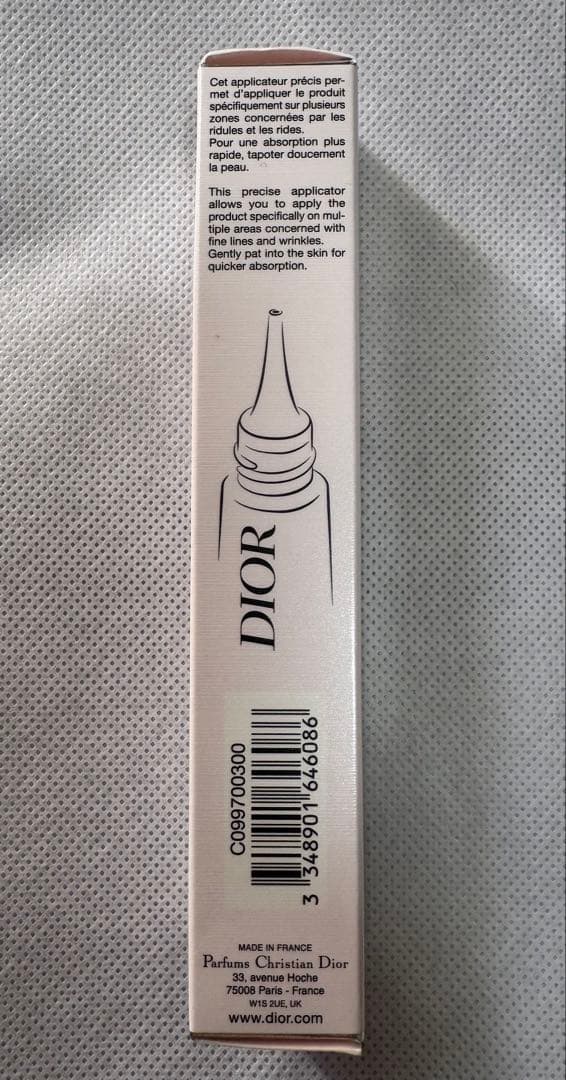 Cet applicateur précis per-
met d'appliquer le produit
spécifiquement sur plusieurs
zones concernées par les
ridules et les rides.
Pour une absorption plus
rapide, tapoter doucement
la peau.
This precise applicator
allows you to apply the
product specifically on mul-
tiple areas concerned with
fine lines and wrinkles.
Gently pat into the skin for
quicker absorption.
DIOR
C099700300
3 348901 646086
MADE IN FRANCE
Parfums Christian Dior
33, avenue Hoche
75008 Paris - France
W1S 2UE, UK
www.dior.com